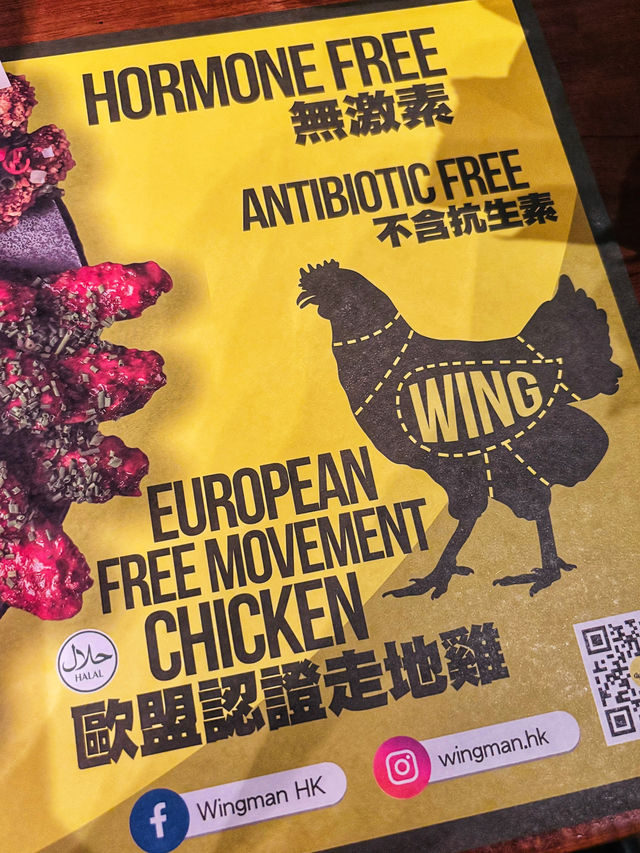 HORMONE FREE
無激素
ANTIBIOTIC FREE
不含抗生素
WING
EUROPEAN
FREE MOVEMENT
CHICKEN
حلال
HALAL
歐盟認證走地雞
Wingman HK
wingman.hk